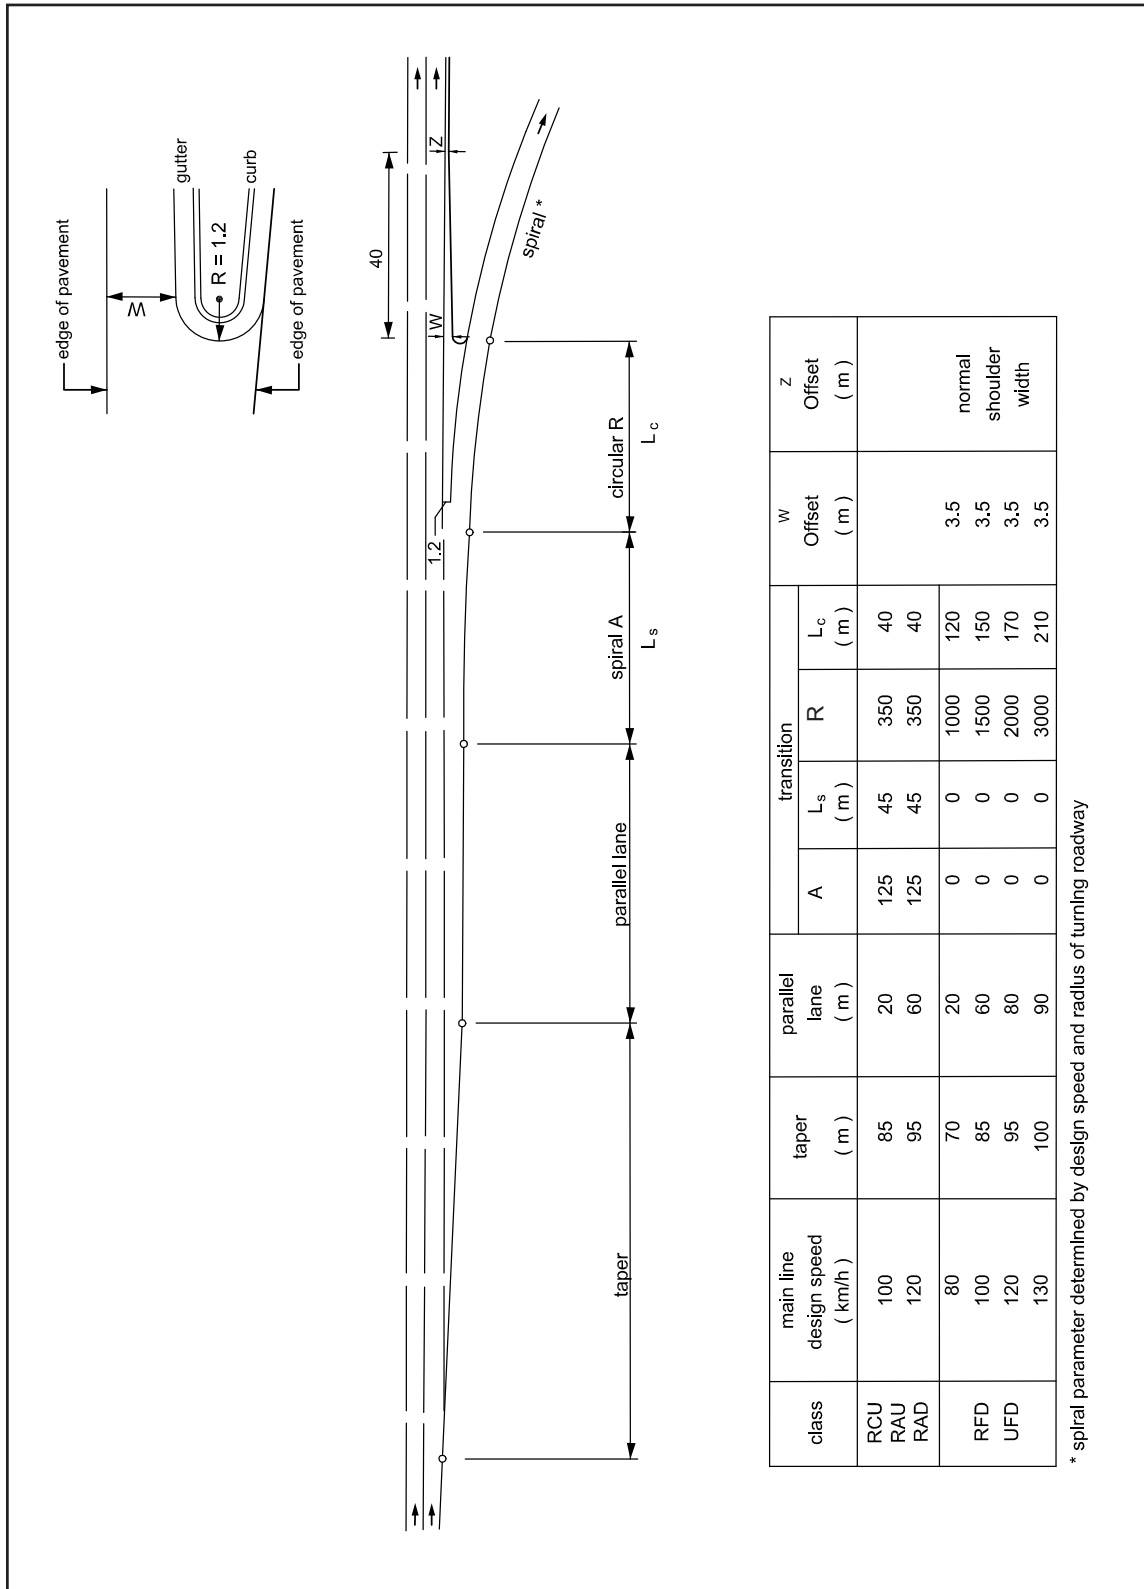 edge of pavement
W
gutter
R = 1.2
curb
edge of pavement
40
W
Z
1.2
spiral *
taper
parallel lane
spiral A
circular R
L s
L c
class
main line
design speed
( km/h )
taper
( m )
parallel
lane
( m )
transition
A
L s
( m )
R
L c
( m )
W
Offset
( m )
Z
Offset
( m )
RCU
RAU 100 85 20 125 45 350 40
RAD 120 95 60 125 45 350 40
80 70 20 0 0 1000 120 3.5 normal
RFD 100 85 60 0 0 1500 150 3.5 shoulder
UFD 120 95 80 0 0 2000 170 3.5 width
130 100 90 0 0 3000 210 3.5
* spiral parameter determined by design speed and radius of turning roadway